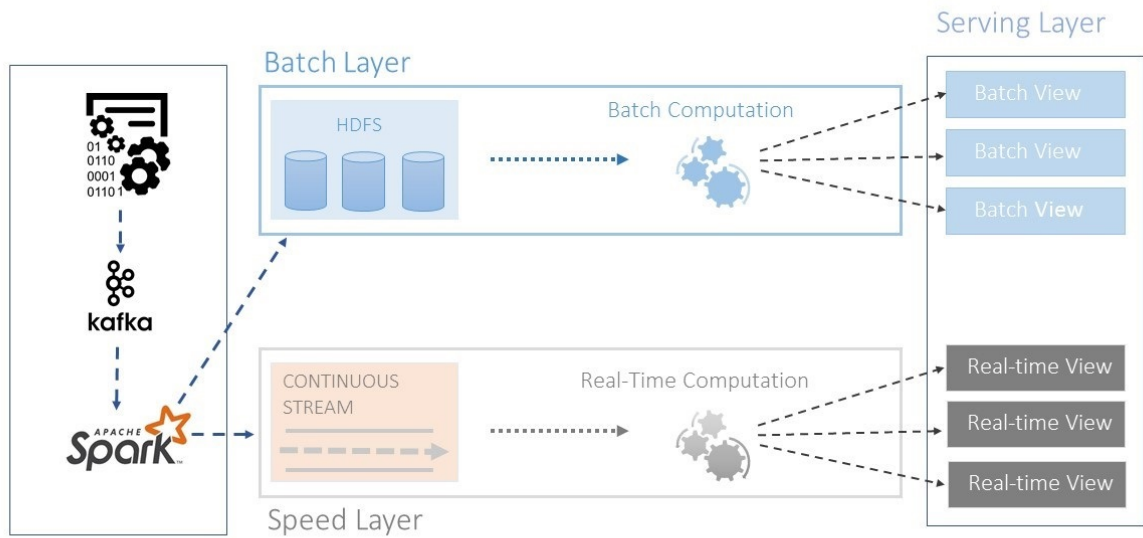 Serving Layer
Batch Layer
01
0110
0001
01101
kafka
APACHE
Spark
TM
HDFS
Batch Computation
Batch View
Batch View
Batch View
CONTINUOUS
STREAM
Real-Time Computation
Real-time View
Real-time View
Real-time View
Speed Layer